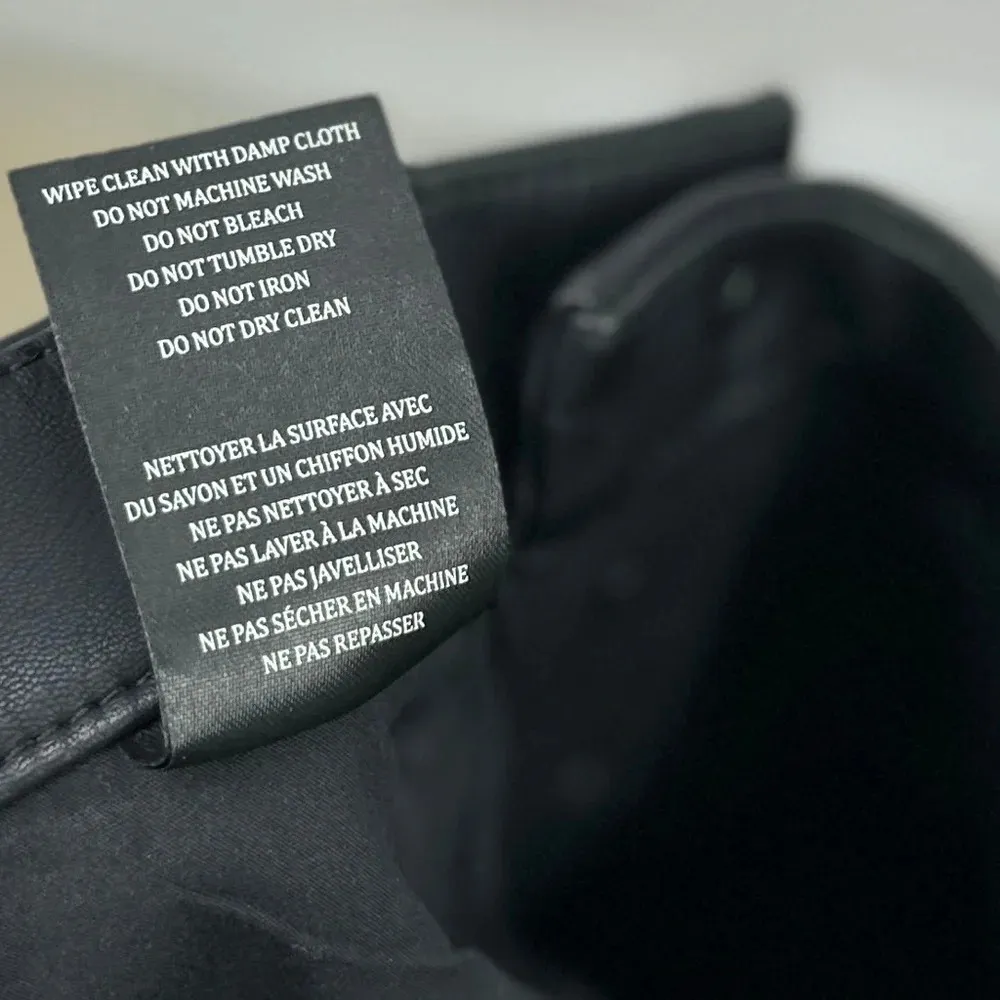 WIPE CLEAN WITH DAMP CLOTH
DO NOT MACHINE WASH
DO NOT BLEACH
DO NOT TUMBLE DRY
DO NOT IRON
DO NOT DRY CLEAN
NETTOYER LA SURFACE AVEC
DU SAVON ET UN CHIFFON HUMIDE
NE PAS NETTOYER À SEC
NE PAS LAVER À LA MACHINE
NE PAS JAVELLISER
NE PAS SÉCHER EN MACHINE
NE PAS REPASSER